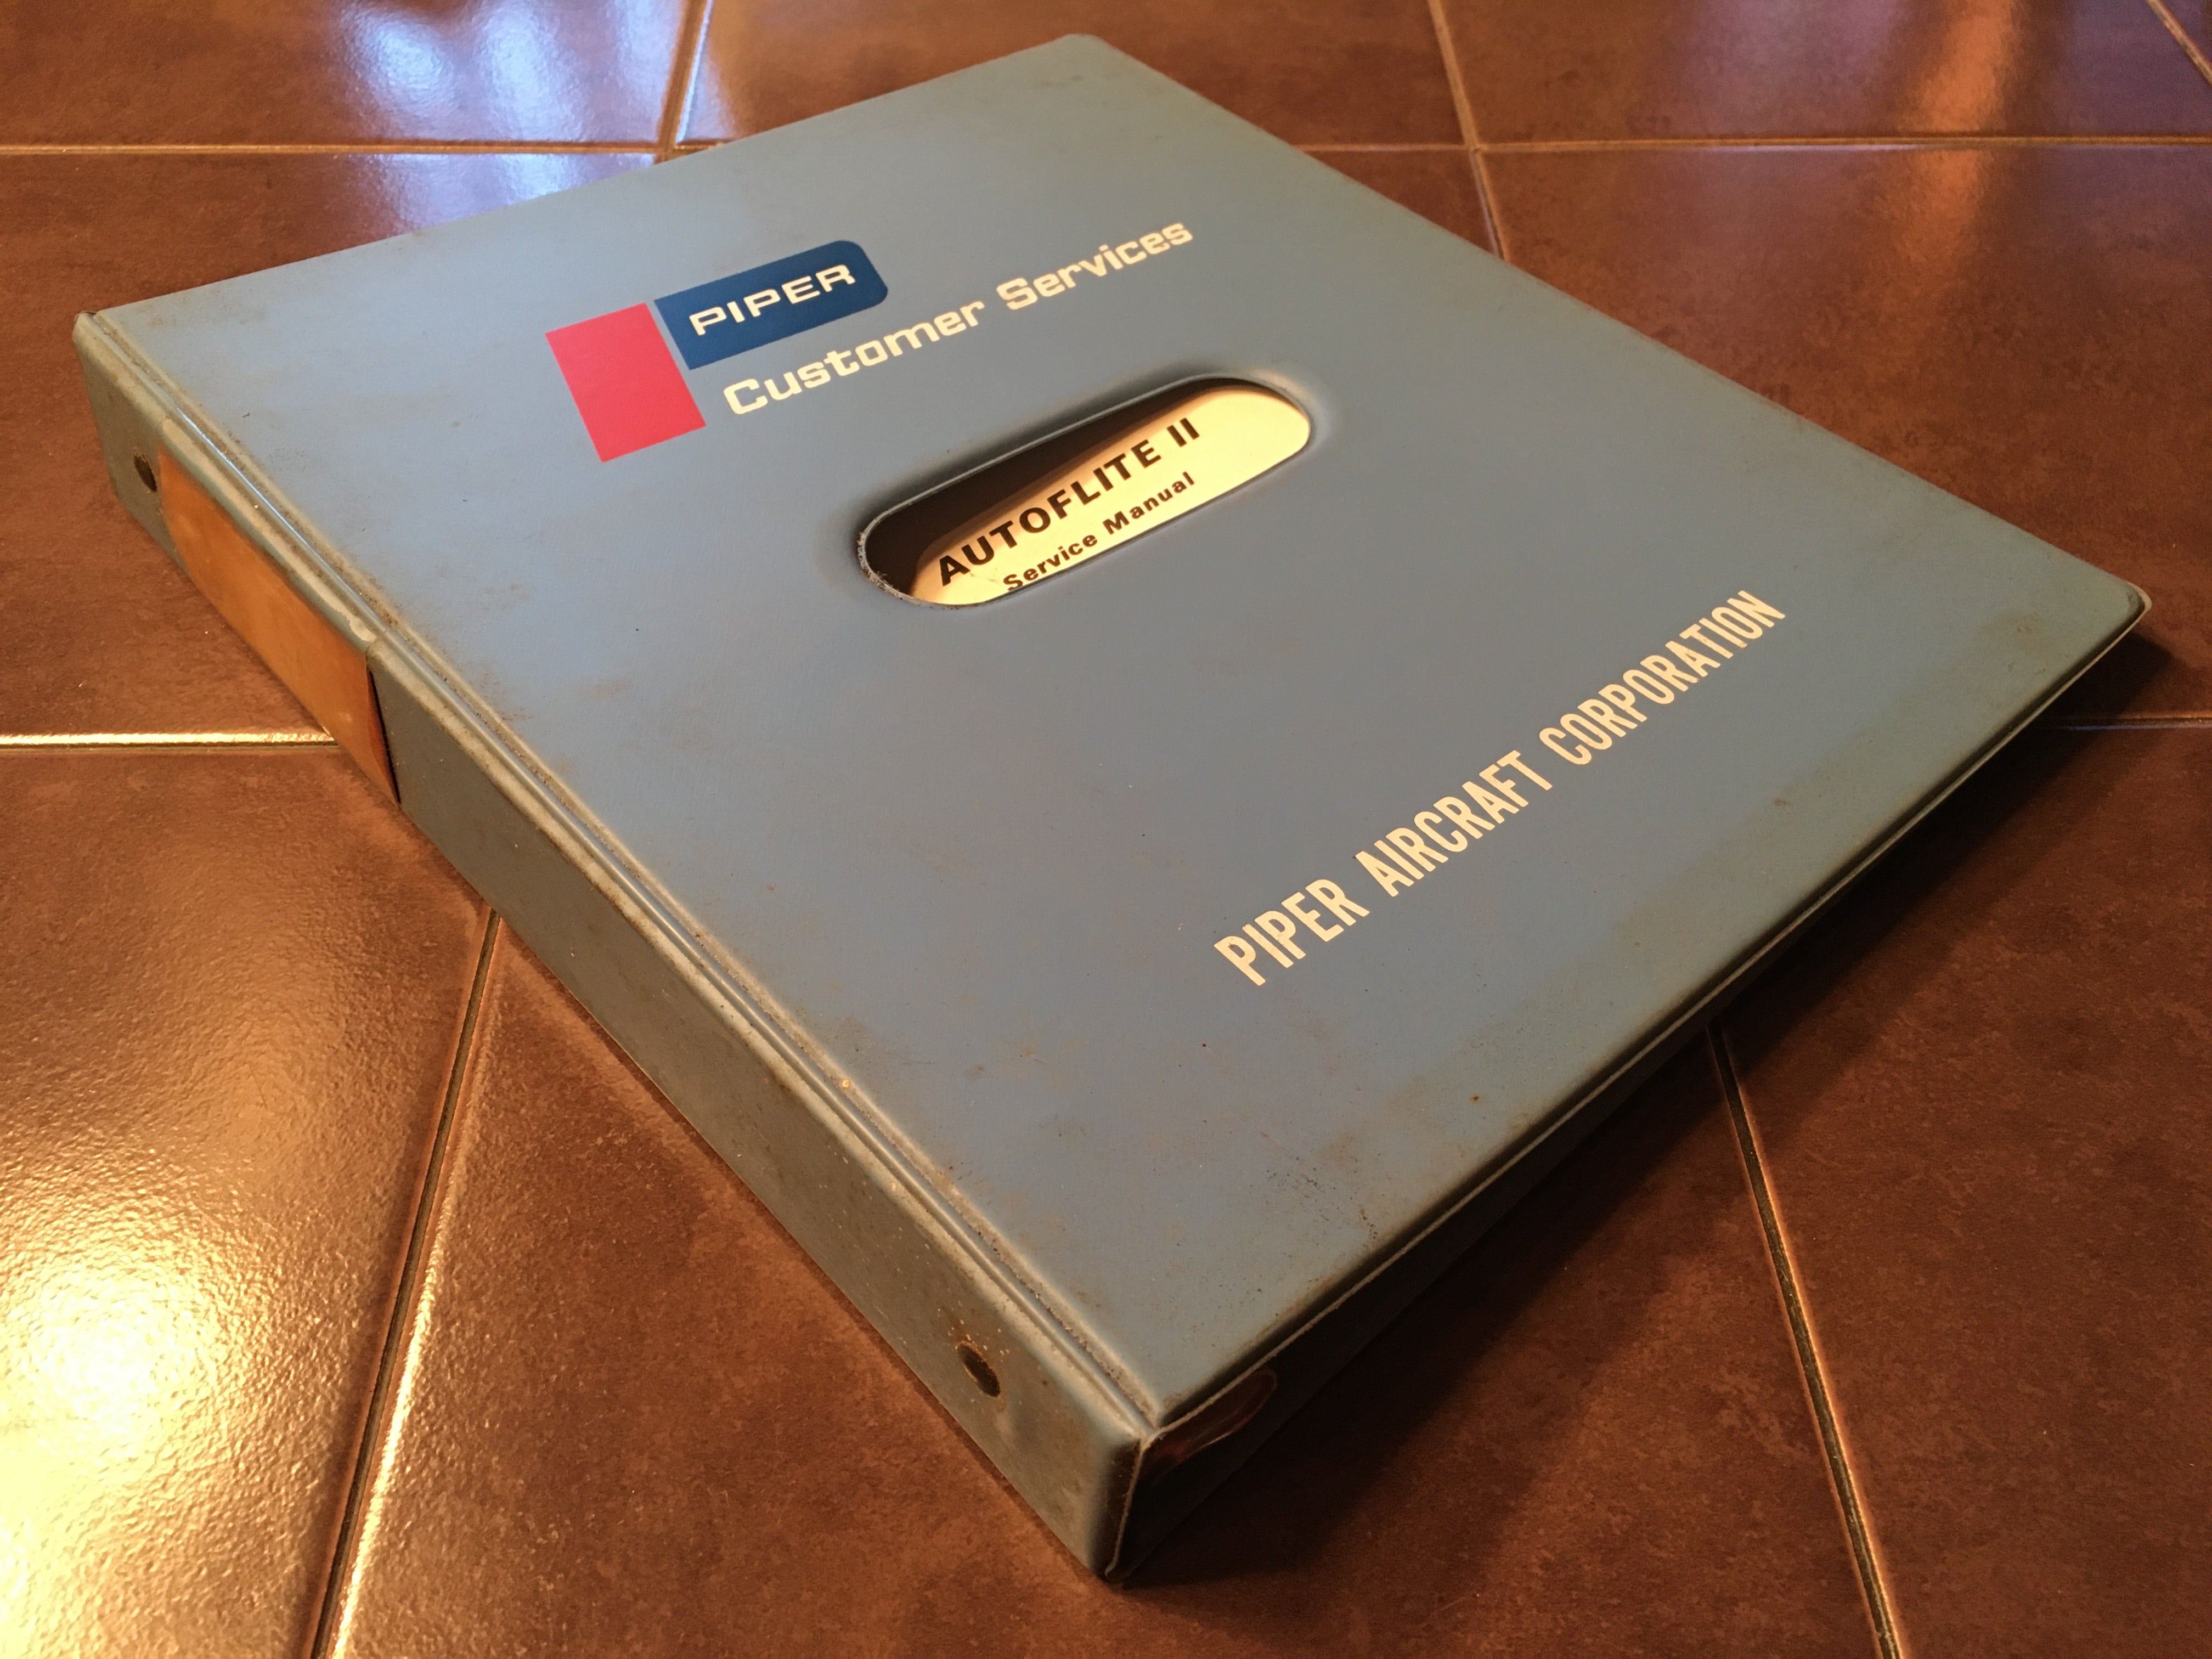 PIPER
Customer Services
AUTOFLITE II
Service Manual
PIPER AIRCRAFT CORPORATION